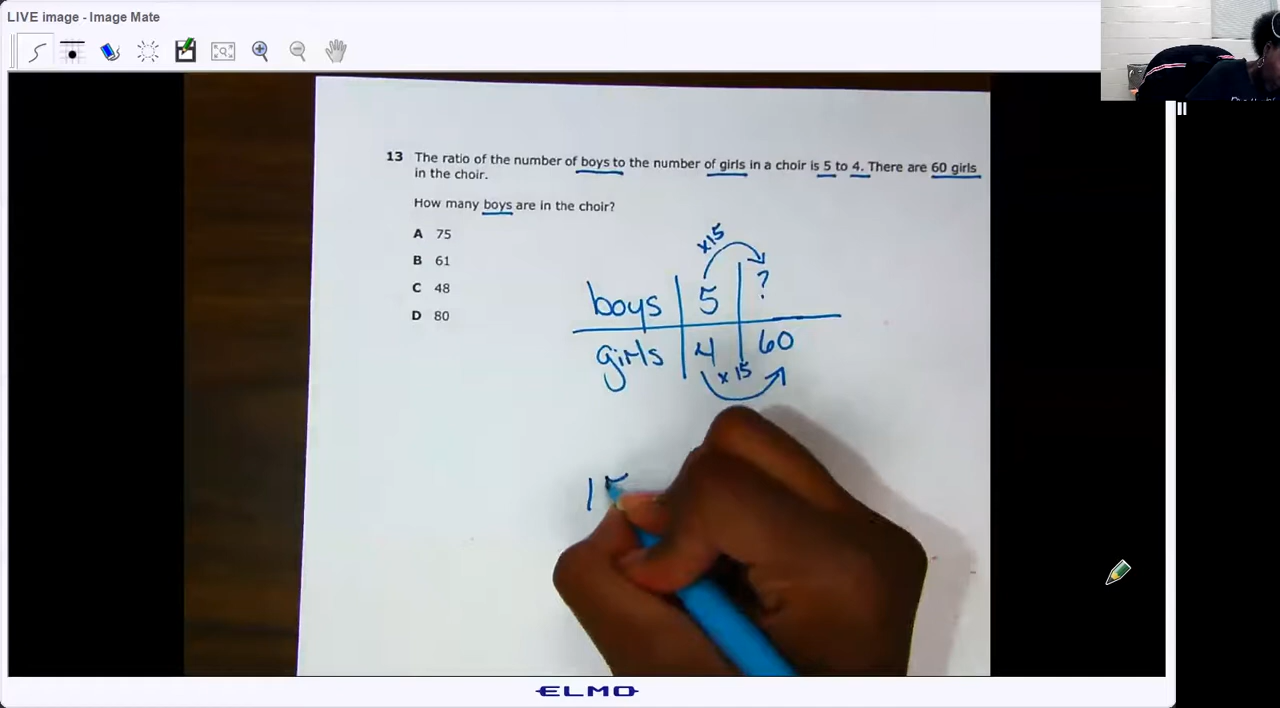 LIVE image - Image Mate
13 The ratio of the number of boys to the number of girls in a choir is 5 to 4. There are 60 girls
in the choir.
How many boys are in the choir?
A 75
B 61
C 48
D 80
x15
boys 5 ?
girls 4 60
x 15
15
ELMO